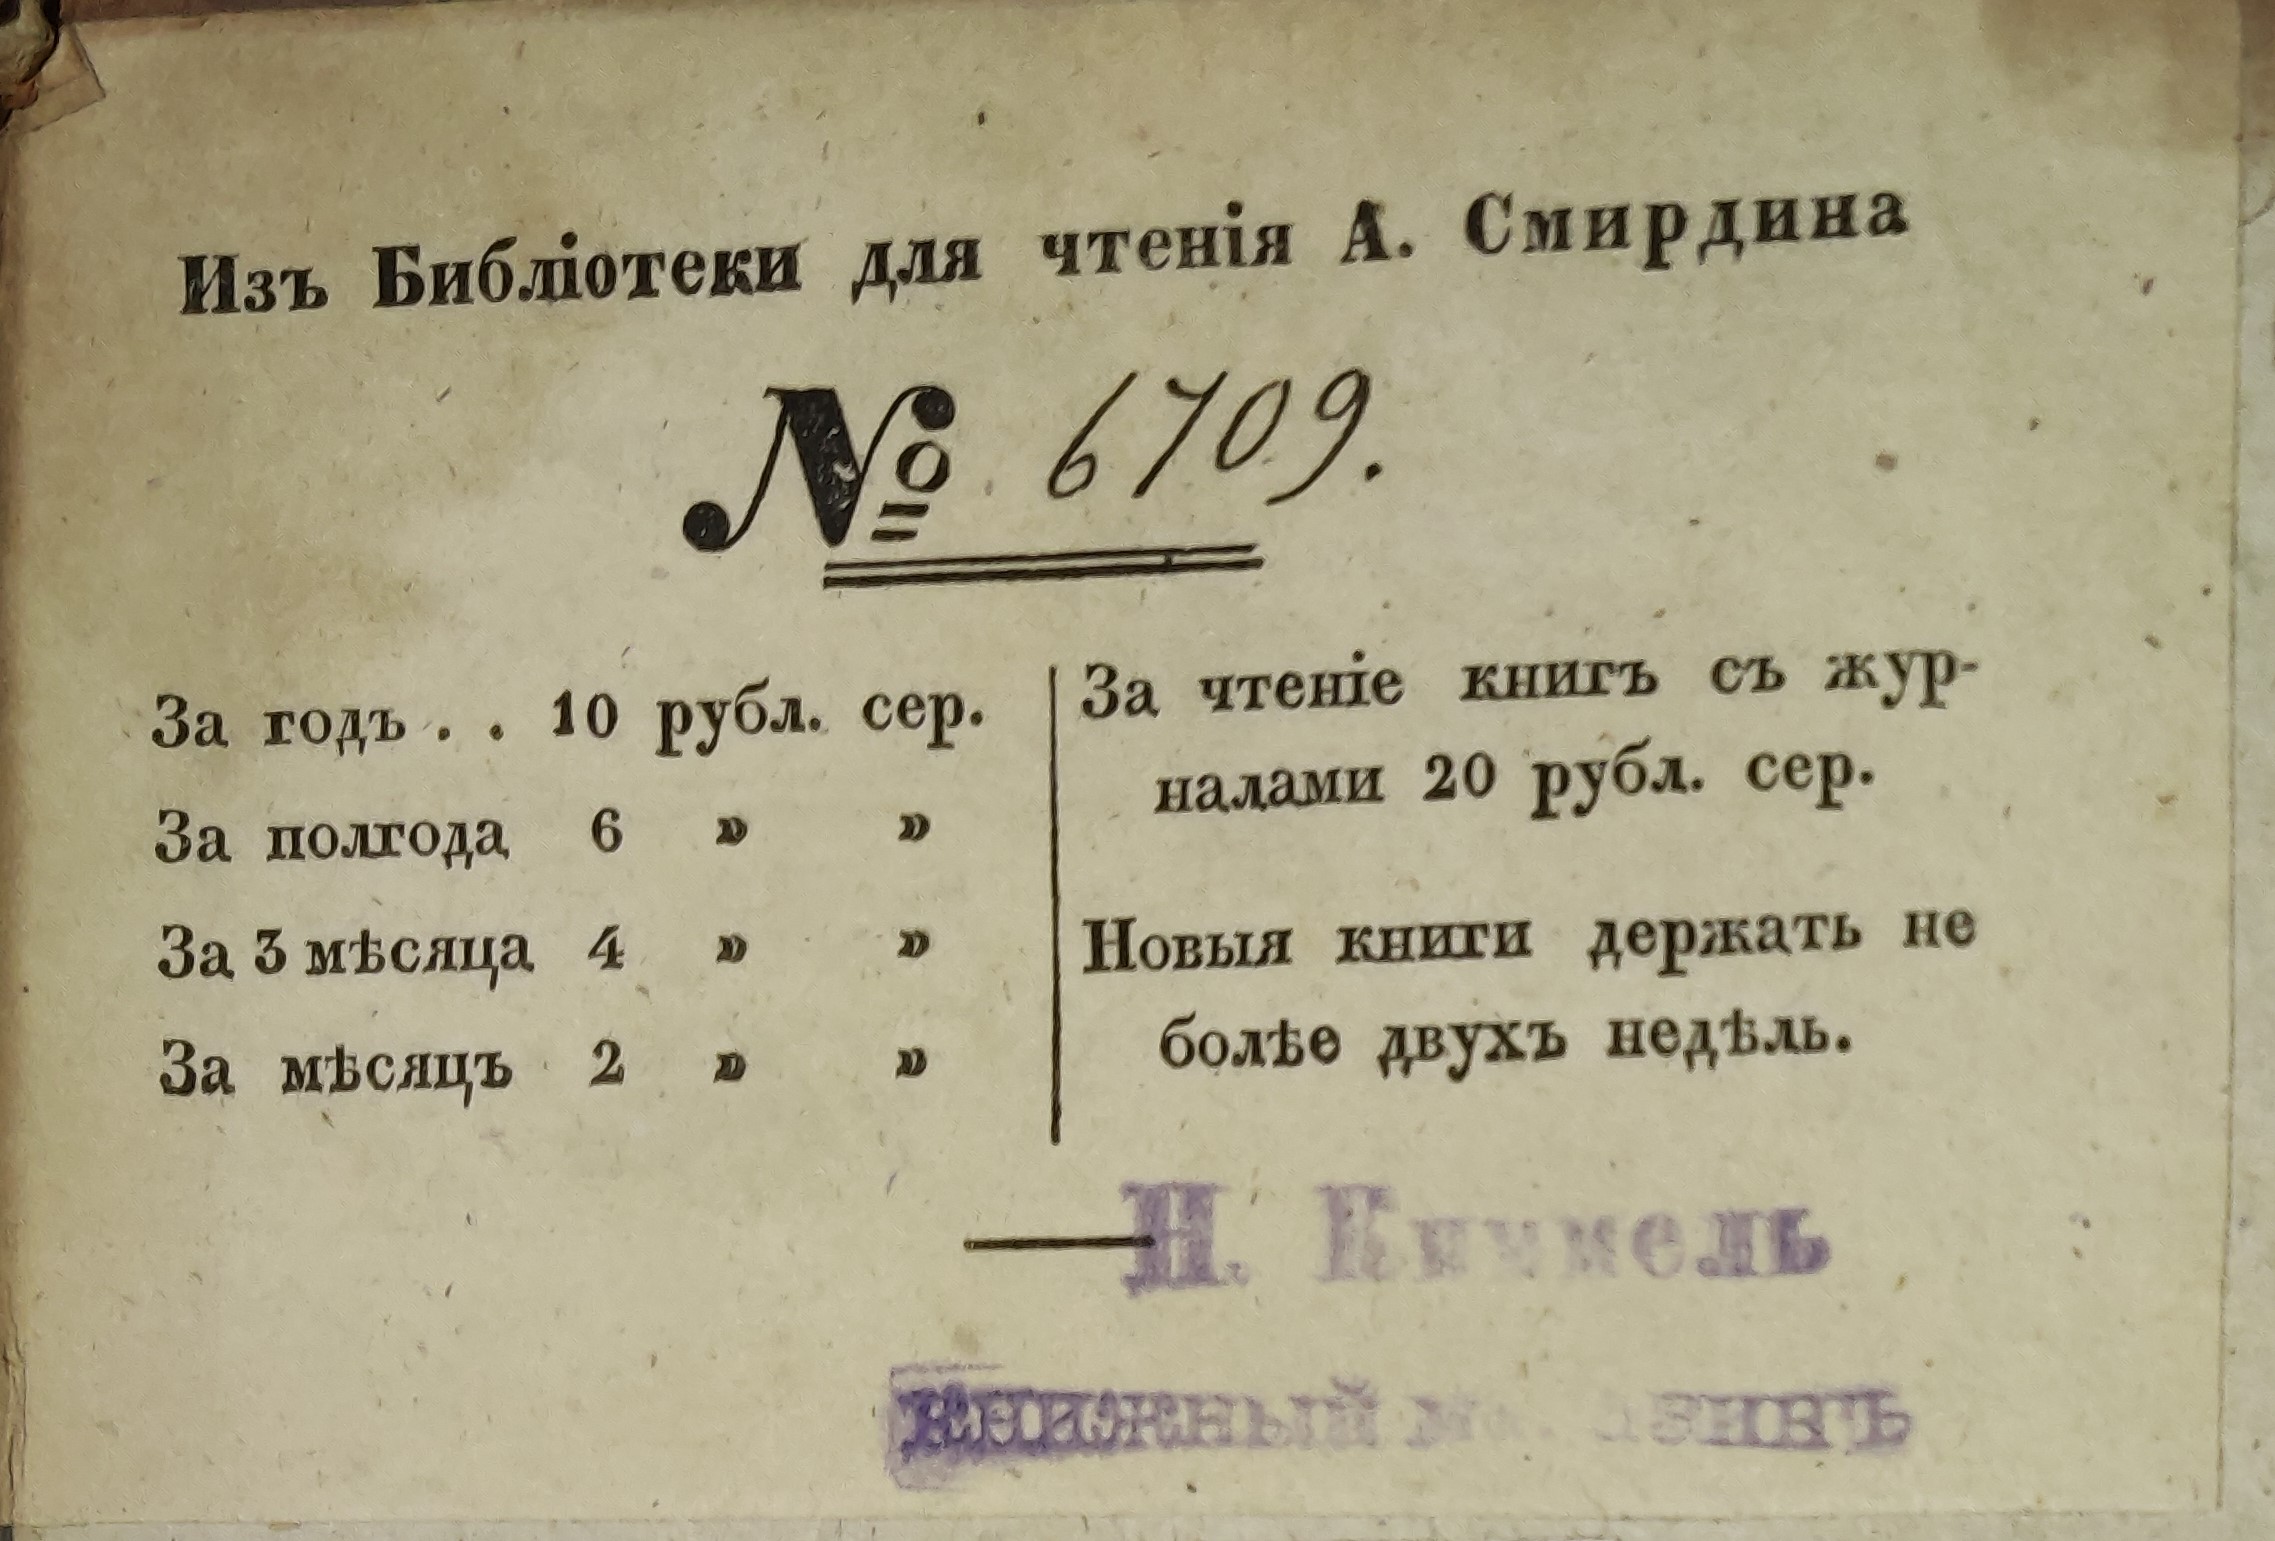 Изъ Библіотеки для чтенія А. Смирдина
№ 6709.
За годъ . . 10 рубл. сер.
За полгода 6 » »
За 3 мѣсяца 4 » »
За мѣсяцъ 2 » »
За чтеніе книгъ съ жур-
налами 20 рубл. сер.
Новыя книги держать не
болѣе двухъ недѣль.
Н. Киммель
книжный